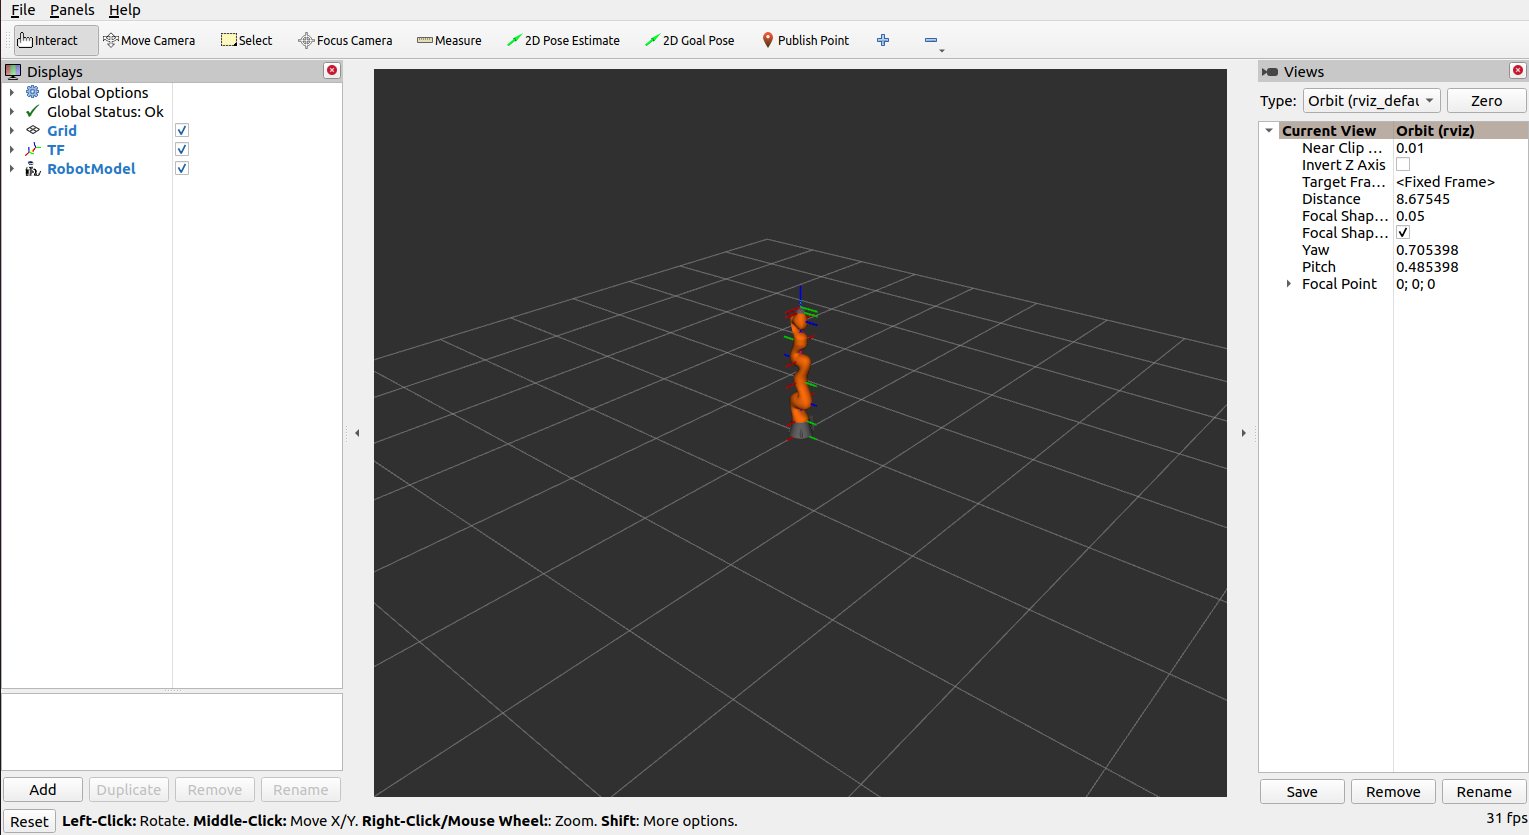 File Panels Help
Interact Move Camera Select Focus Camera Measure 2D Pose Estimate 2D Goal Pose Publish Point
Displays
Global Options
Global Status: Ok
Grid
TF
RobotModel
Add Duplicate Remove Rename
Views
Type: Orbit (rviz_defau Zero
Current View Orbit (rviz)
Near Clip ... 0.01
Invert Z Axis
Target Fra... <Fixed Frame>
Distance 8.67545
Focal Shap... 0.05
Focal Shap...
Yaw 0.705398
Pitch 0.485398
Focal Point 0; 0; 0
Save Remove Rename
Reset Left-Click: Rotate. Middle-Click: Move X/Y. Right-Click/Mouse Wheel:: Zoom. Shift: More options.
31 fps